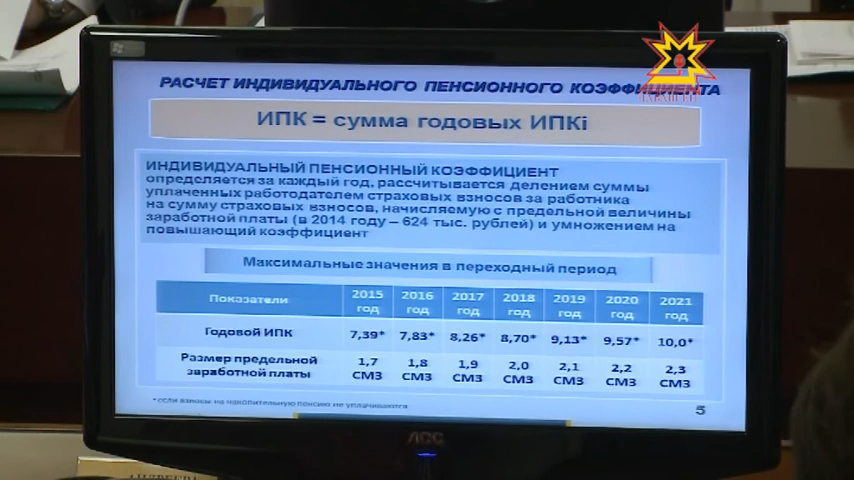 РАСЧЕТ ИНДИВИДУАЛЬНОГО ПЕНСИОННОГО КОЭФФИЦИЕНТА
ИПК = сумма годовых ИПКi
ИНДИВИДУАЛЬНЫЙ ПЕНСИОННЫЙ КОЭФФИЦИЕНТ
определяется за каждый год, рассчитывается делением суммы
уплаченных работодателем страховых взносов за работника
на сумму страховых взносов, начисляемую с предельной величины
заработной платы (в 2014 году – 624 тыс. рублей) и умножением на
повышающий коэффициент
Максимальные значения в переходный период
Показатели 2015 год 2016 год 2017 год 2018 год 2019 год 2020 год 2021 год
Годовой ИПК 7,39* 7,83* 8,26* 8,70* 9,13* 9,57* 10,0*
Размер предельной заработной платы 1,7 СМЗ 1,8 СМЗ 1,9 СМЗ 2,0 СМЗ 2,1 СМЗ 2,2 СМЗ 2,3 СМЗ
* если взносы на накопительную пенсию не уплачиваются
5
AOC